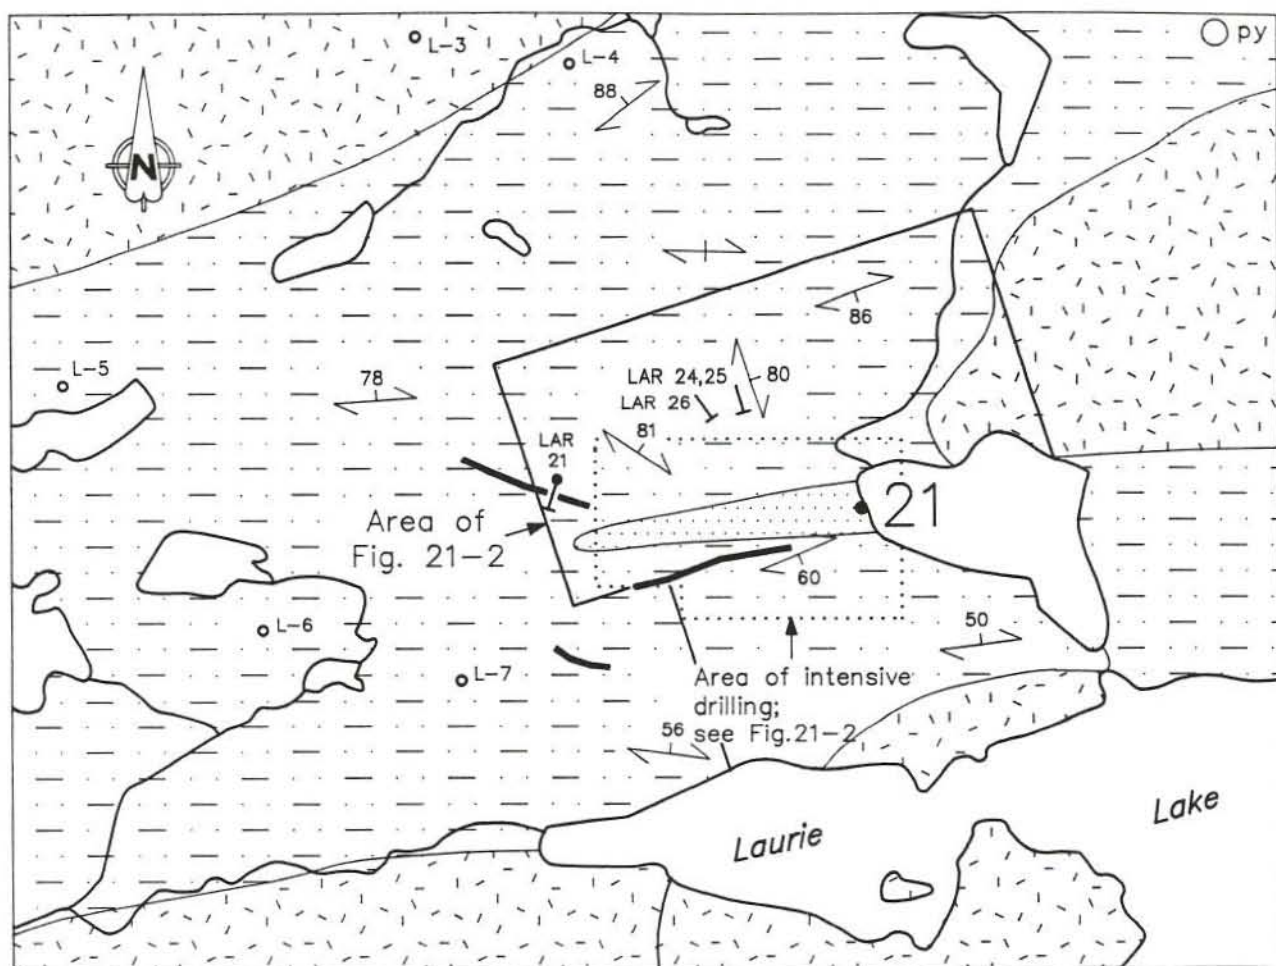 L-3
L-4
py
88
N
86
L-5
78
LAR 24,25
80
LAR 26
81
LAR
21
21
Area of
Fig. 21-2
60
50
L-6
L-7
Area of intensive
drilling;
see Fig.21-2
56
Laurie
Lake